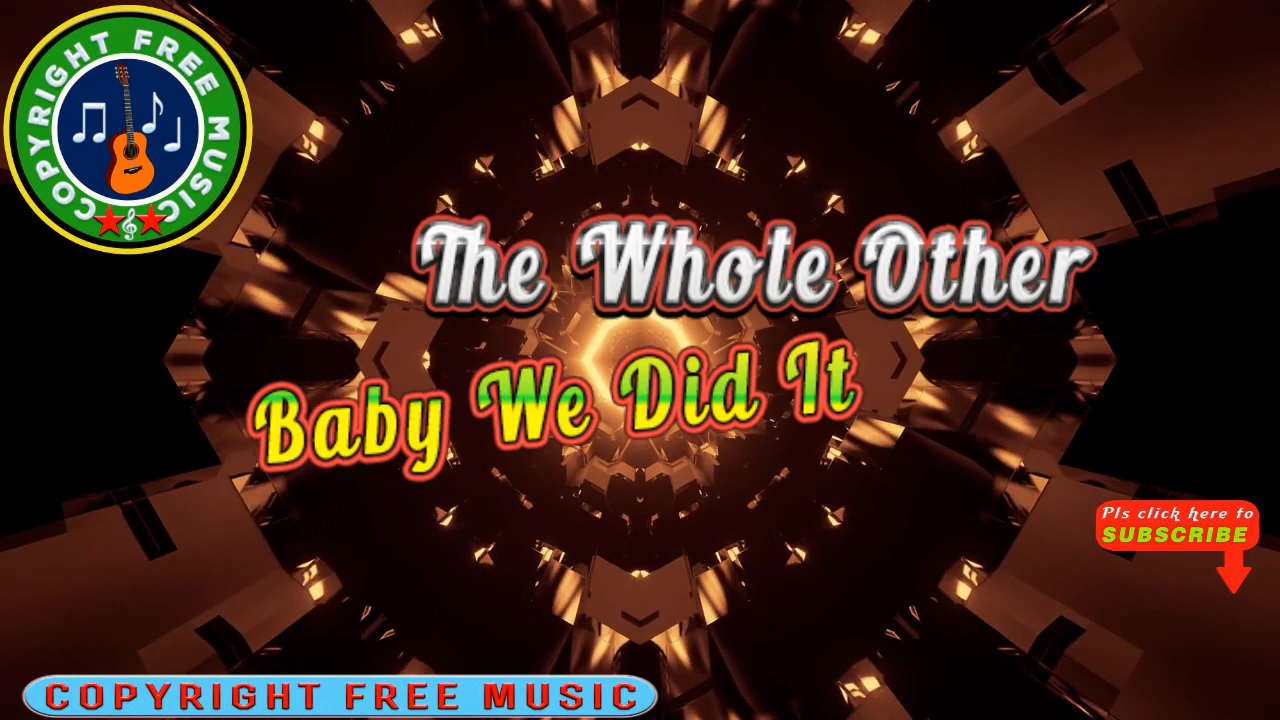 COPYRIGHT FREE MUSIC
The Whole Other
Baby We Did It
Pls click here to
SUBSCRIBE
COPYRIGHT FREE MUSIC